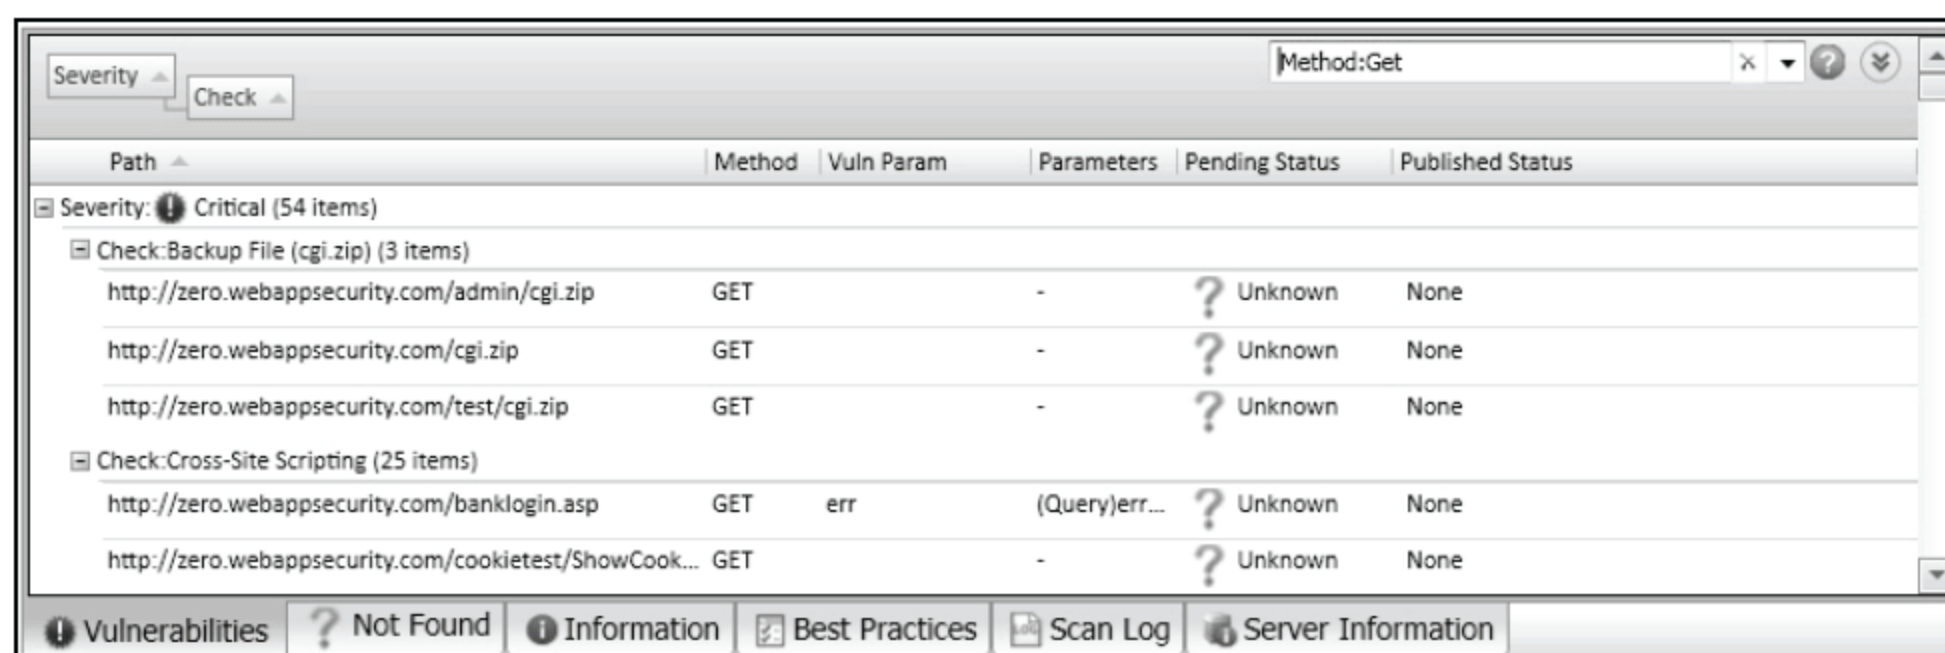 Severity
Method:Get
Check
Path Method Vuln Param Parameters Pending Status Published Status
Severity: Critical (54 items)
Check:Backup File (cgi.zip) (3 items)
http://zero.webappsecurity.com/admin/cgi.zip GET - Unknown None
http://zero.webappsecurity.com/cgi.zip GET - Unknown None
http://zero.webappsecurity.com/test/cgi.zip GET - Unknown None
Check:Cross-Site Scripting (25 items)
http://zero.webappsecurity.com/banklogin.asp GET err (Query)err... Unknown None
http://zero.webappsecurity.com/cookietest/ShowCook... GET - Unknown None
Vulnerabilities Not Found Information Best Practices Scan Log Server Information